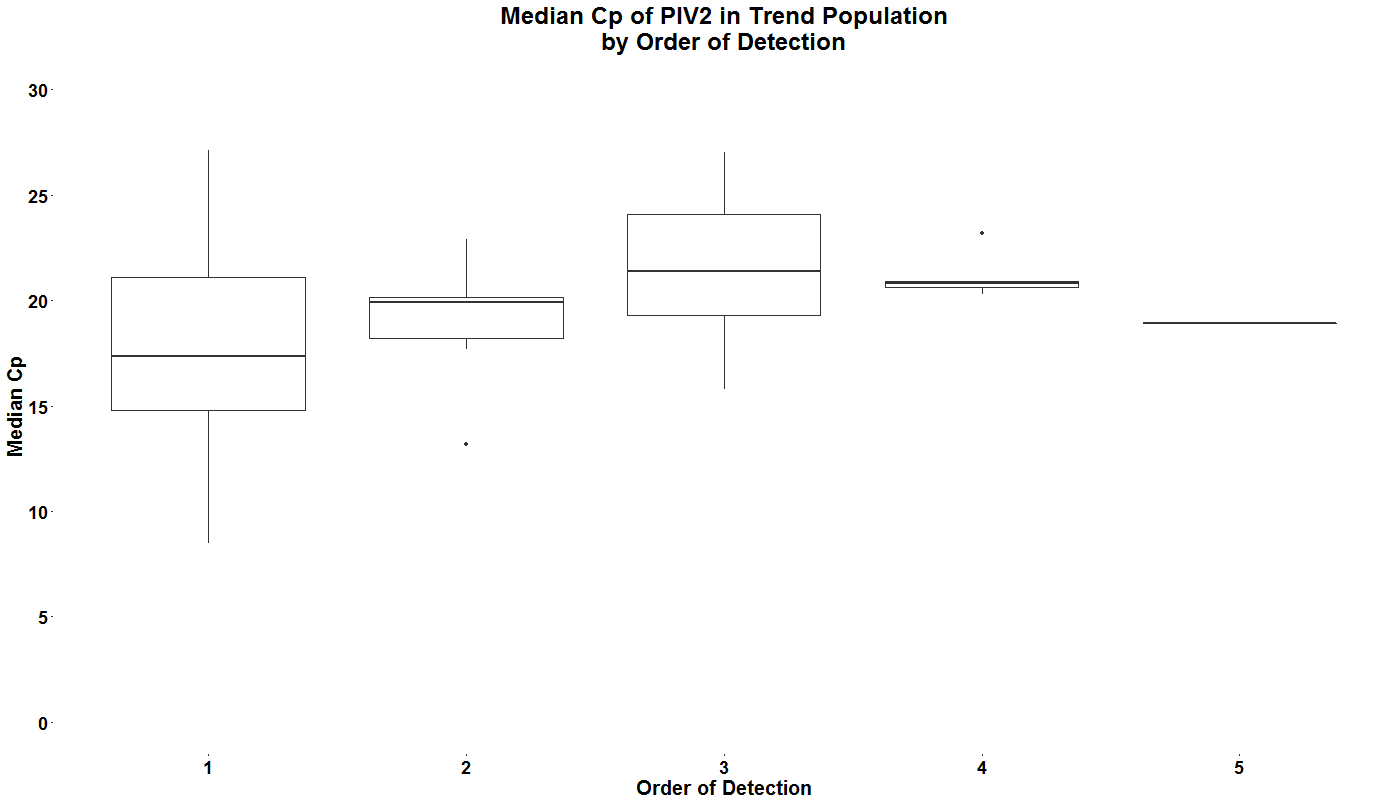 Median Cp of PIV2 in Trend Population
by Order of Detection
30
25
20
15
10
5
0
Median Cp
1 2 3 4 5
Order of Detection